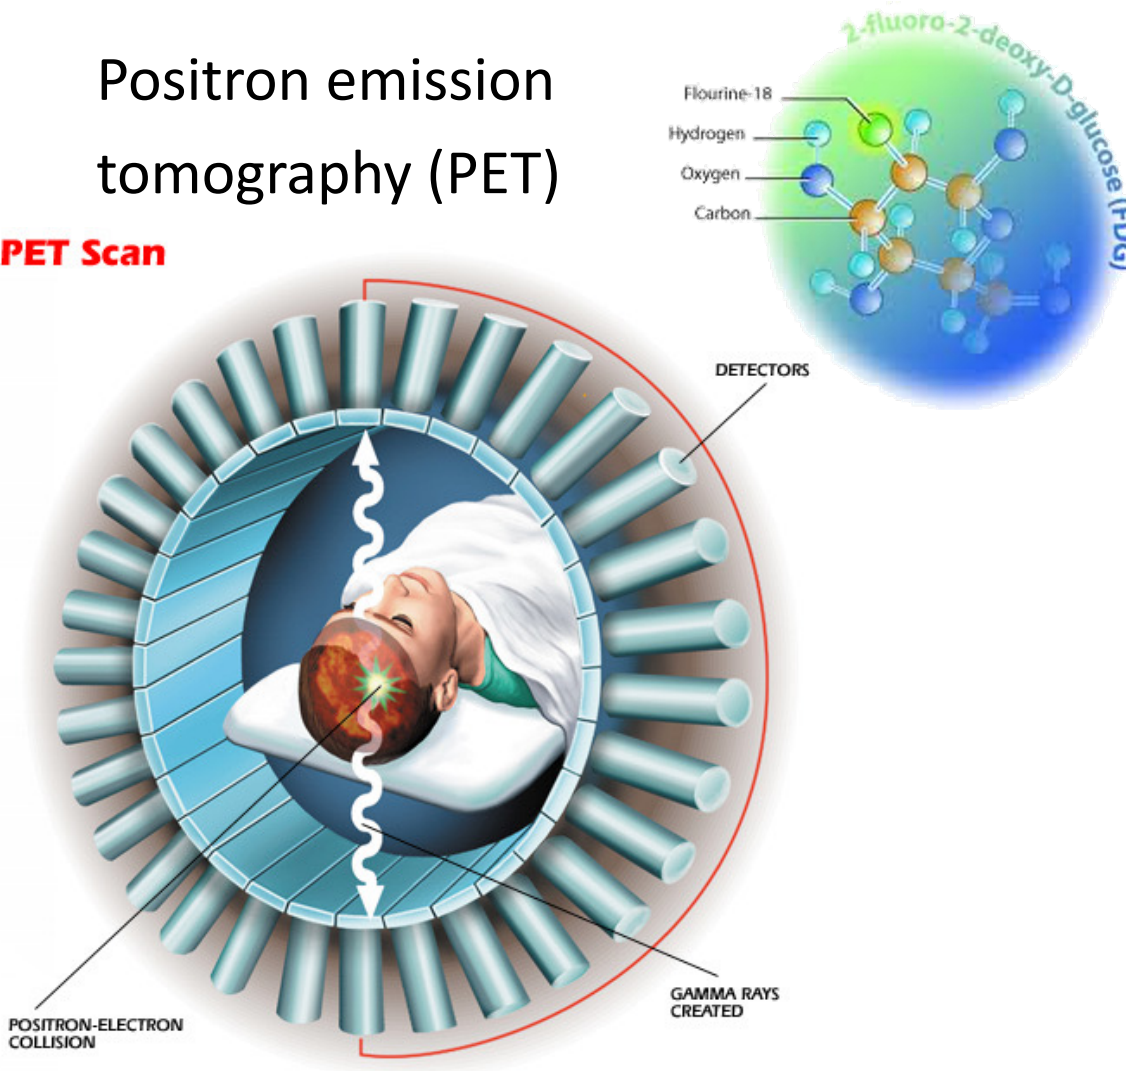 Positron emission
tomography (PET)
2-fluoro-2-deoxy-D-glucose (FDG)
Flourine-18
Hydrogen
Oxygen
Carbon
PET Scan
DETECTORS
GAMMA RAYS
CREATED
POSITRON-ELECTRON
COLLISION